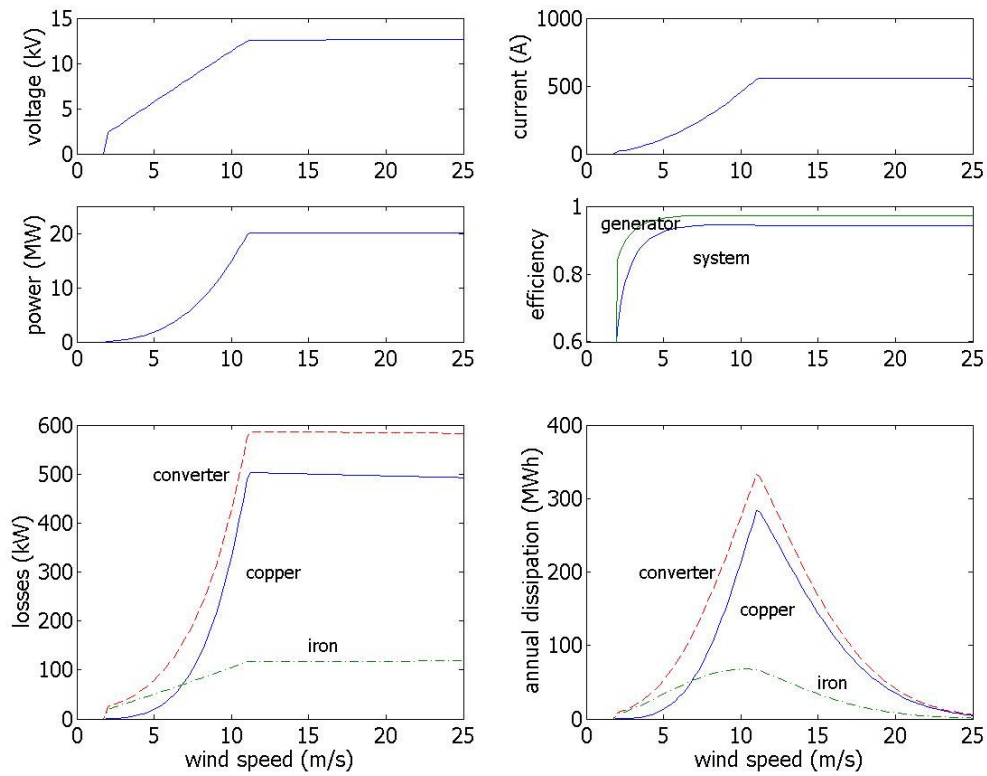 voltage (kV)
15
10
5
0
0 5 10 15 20 25
current (A)
1000
500
0
0 5 10 15 20 25
power (MW)
20
10
0
0 5 10 15 20 25
efficiency
1
0.8
0.6
generator
system
0 5 10 15 20 25
losses (kW)
600
500
400
300
200
100
0
converter
copper
iron
0 5 10 15 20 25
wind speed (m/s)
annual dissipation (MWh)
400
300
200
100
0
converter
copper
iron
0 5 10 15 20 25
wind speed (m/s)